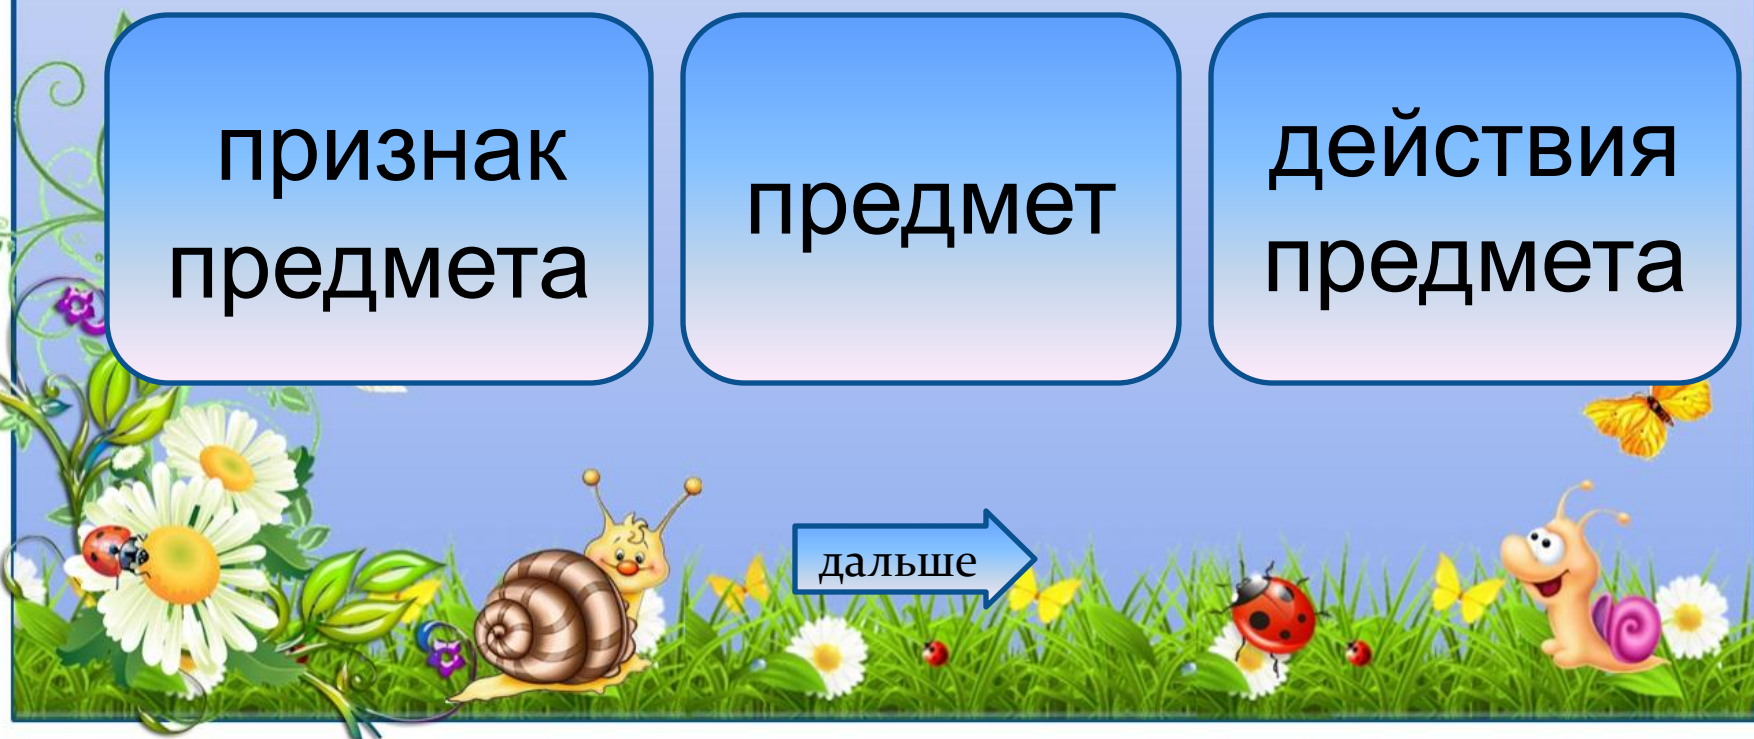 признак
предмета
предмет
действия
предмета
дальше